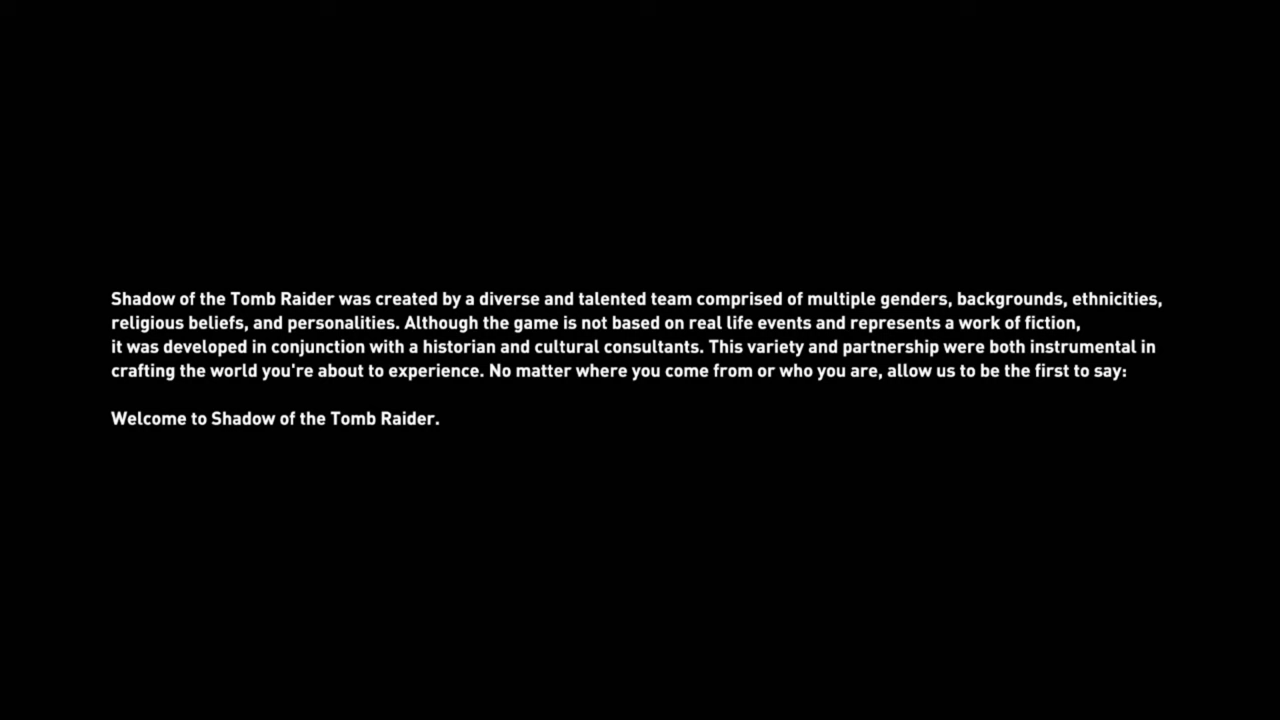 Shadow of the Tomb Raider was created by a diverse and talented team comprised of multiple genders, backgrounds, ethnicities,
religious beliefs, and personalities. Although the game is not based on real life events and represents a work of fiction,
it was developed in conjunction with a historian and cultural consultants. This variety and partnership were both instrumental in
crafting the world you're about to experience. No matter where you come from or who you are, allow us to be the first to say:
Welcome to Shadow of the Tomb Raider.